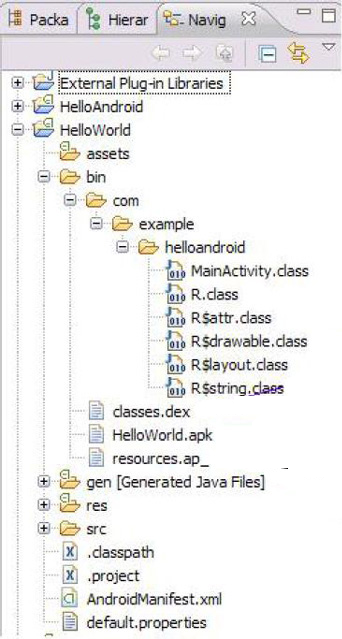 Packa Hierar Navig
External Plug-in Libraries
HelloAndroid
HelloWorld
assets
bin
com
example
helloandroid
MainActivity.class
R.class
R$attr.class
R$drawable.class
R$layout.class
R$string.class
classes.dex
HelloWorld.apk
resources.ap_
gen [Generated Java Files]
res
src
.classpath
.project
AndroidManifest.xml
default.properties